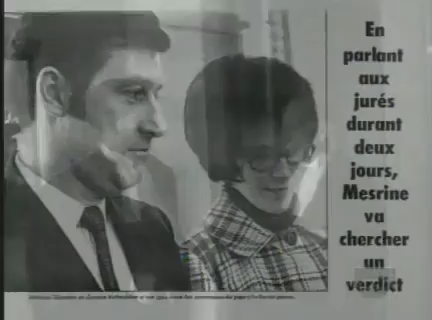 En
parlant
aux
jurés
durant
deux
jours,
Mesrine
va
chercher
un
verdict